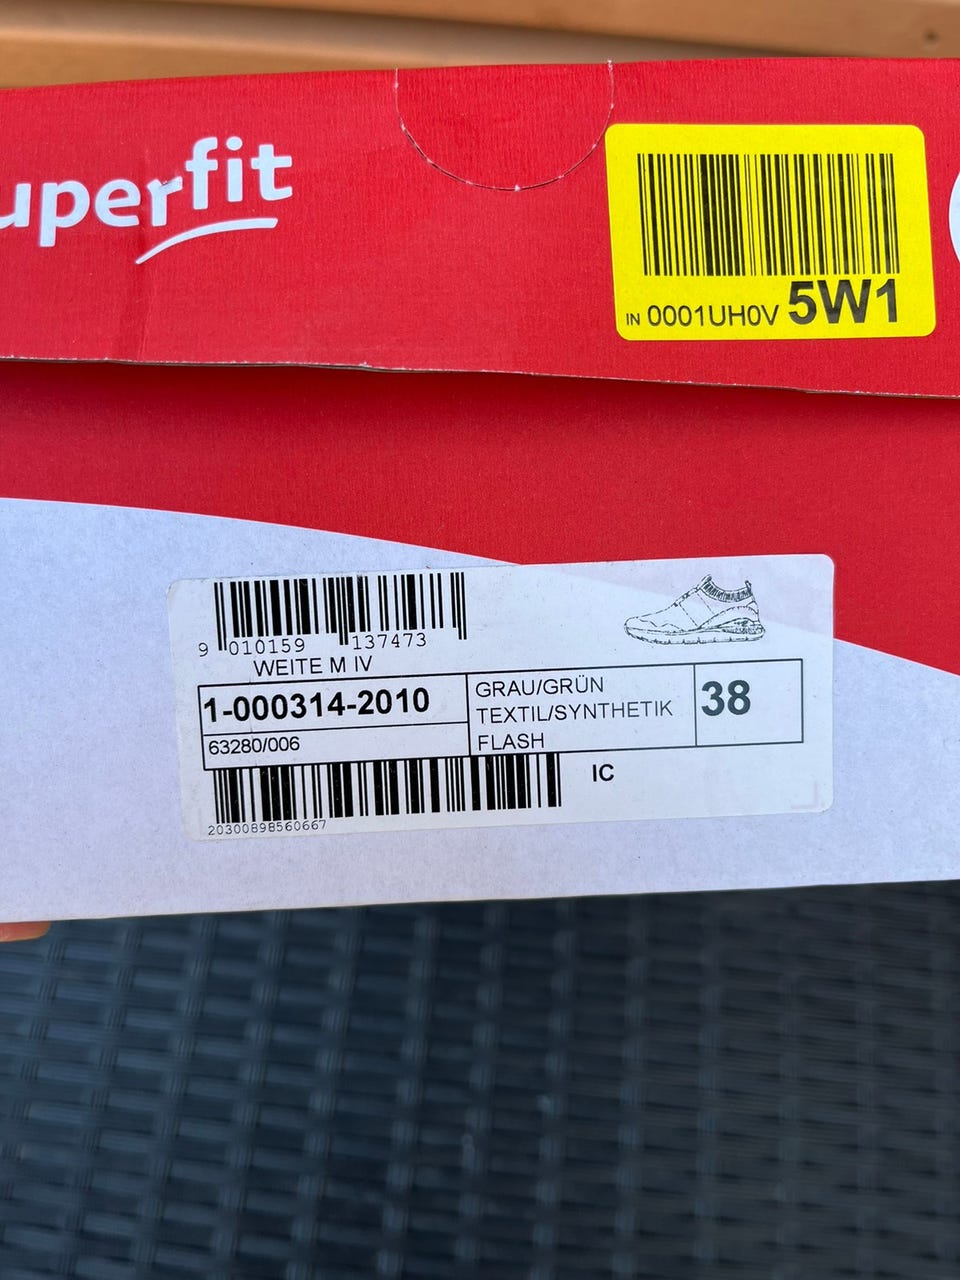 uperfit
IN 0001UH0V 5W1
9 010159 137473
WEITE M IV
1-000314-2010
63280/006
GRAU/GRÜN
TEXTIL/SYNTHETIK
FLASH
38
IC
20300898560667